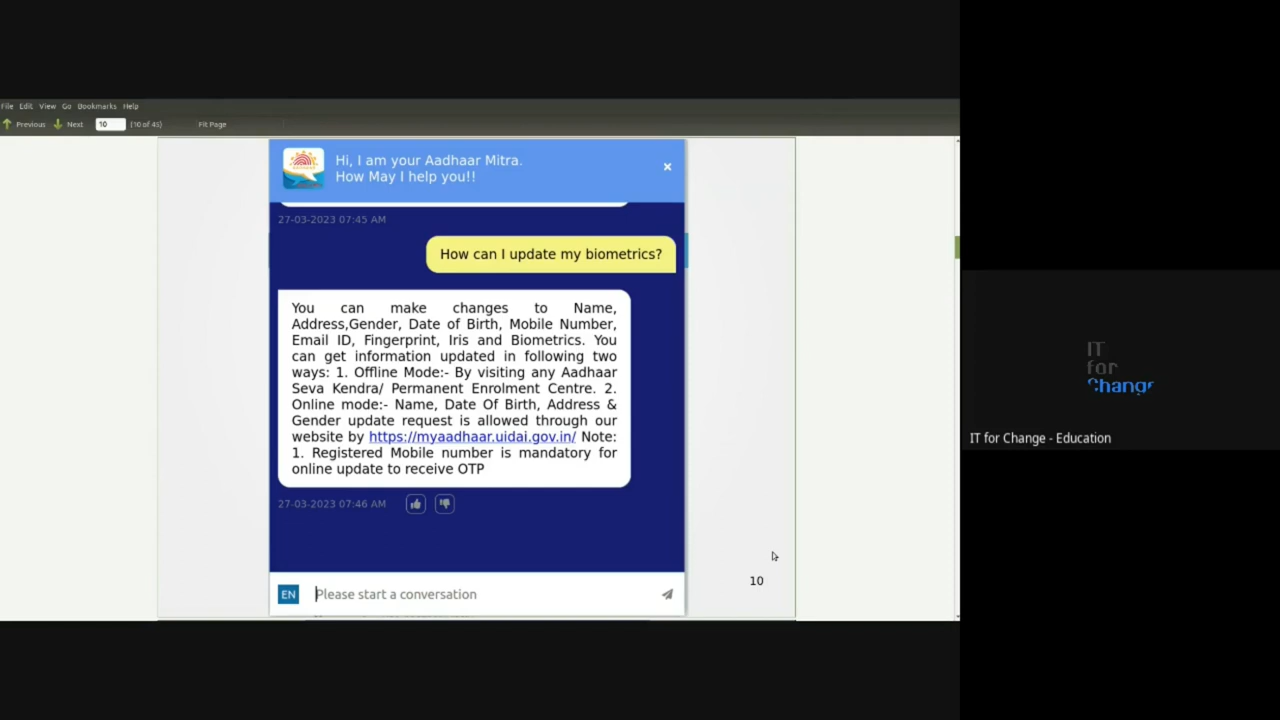 File Edit View Go Bookmarks Help
Previous Next 10 (10 of 45) Fit Page
Hi, I am your Aadhaar Mitra.
How May I help you!!
×
27-03-2023 07:45 AM
How can I update my biometrics?
You can make changes to Name,
Address,Gender, Date of Birth, Mobile Number,
Email ID, Fingerprint, Iris and Biometrics. You
can get information updated in following two
ways: 1. Offline Mode:- By visiting any Aadhaar
Seva Kendra/ Permanent Enrolment Centre. 2.
Online mode:- Name, Date Of Birth, Address &
Gender update request is allowed through our
website by https://myaadhaar.uidai.gov.in/ Note:
1. Registered Mobile number is mandatory for
online update to receive OTP
27-03-2023 07:46 AM
10
EN Please start a conversation
IT
for
Change
IT for Change - Education